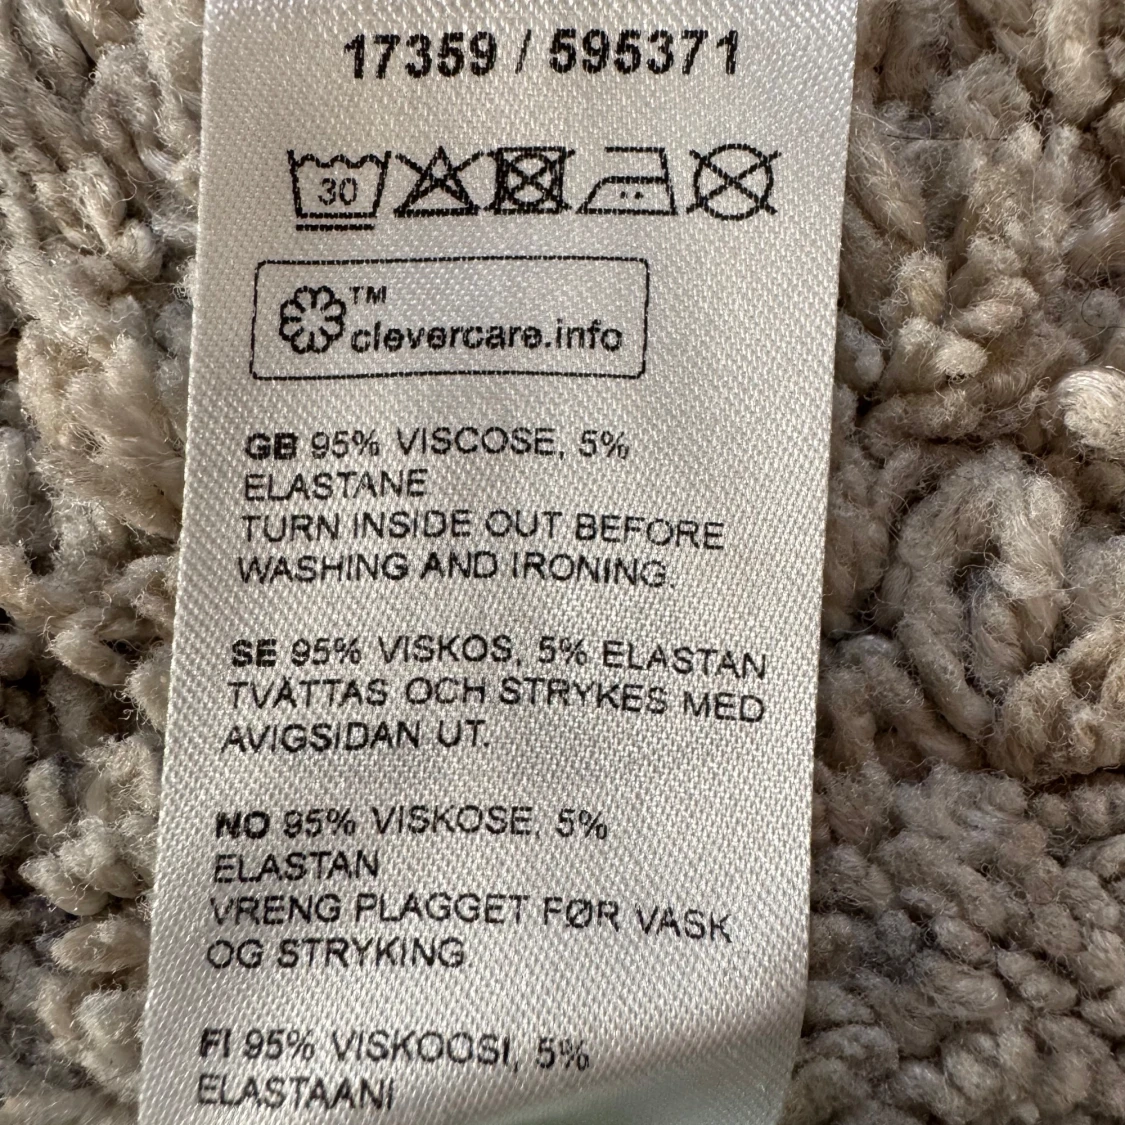 17359 / 595371
30
TM
clevercare.info
GB 95% VISCOSE, 5%
ELASTANE
TURN INSIDE OUT BEFORE
WASHING AND IRONING.
SE 95% VISKOS, 5% ELASTAN
TVÄTTAS OCH STRYKES MED
AVIGSIDAN UT.
NO 95% VISKOSE, 5%
ELASTAN
VRENG PLAGGET FØR VASK
OG STRYKING
FI 95% VISKOOSI, 5%
ELASTAANI